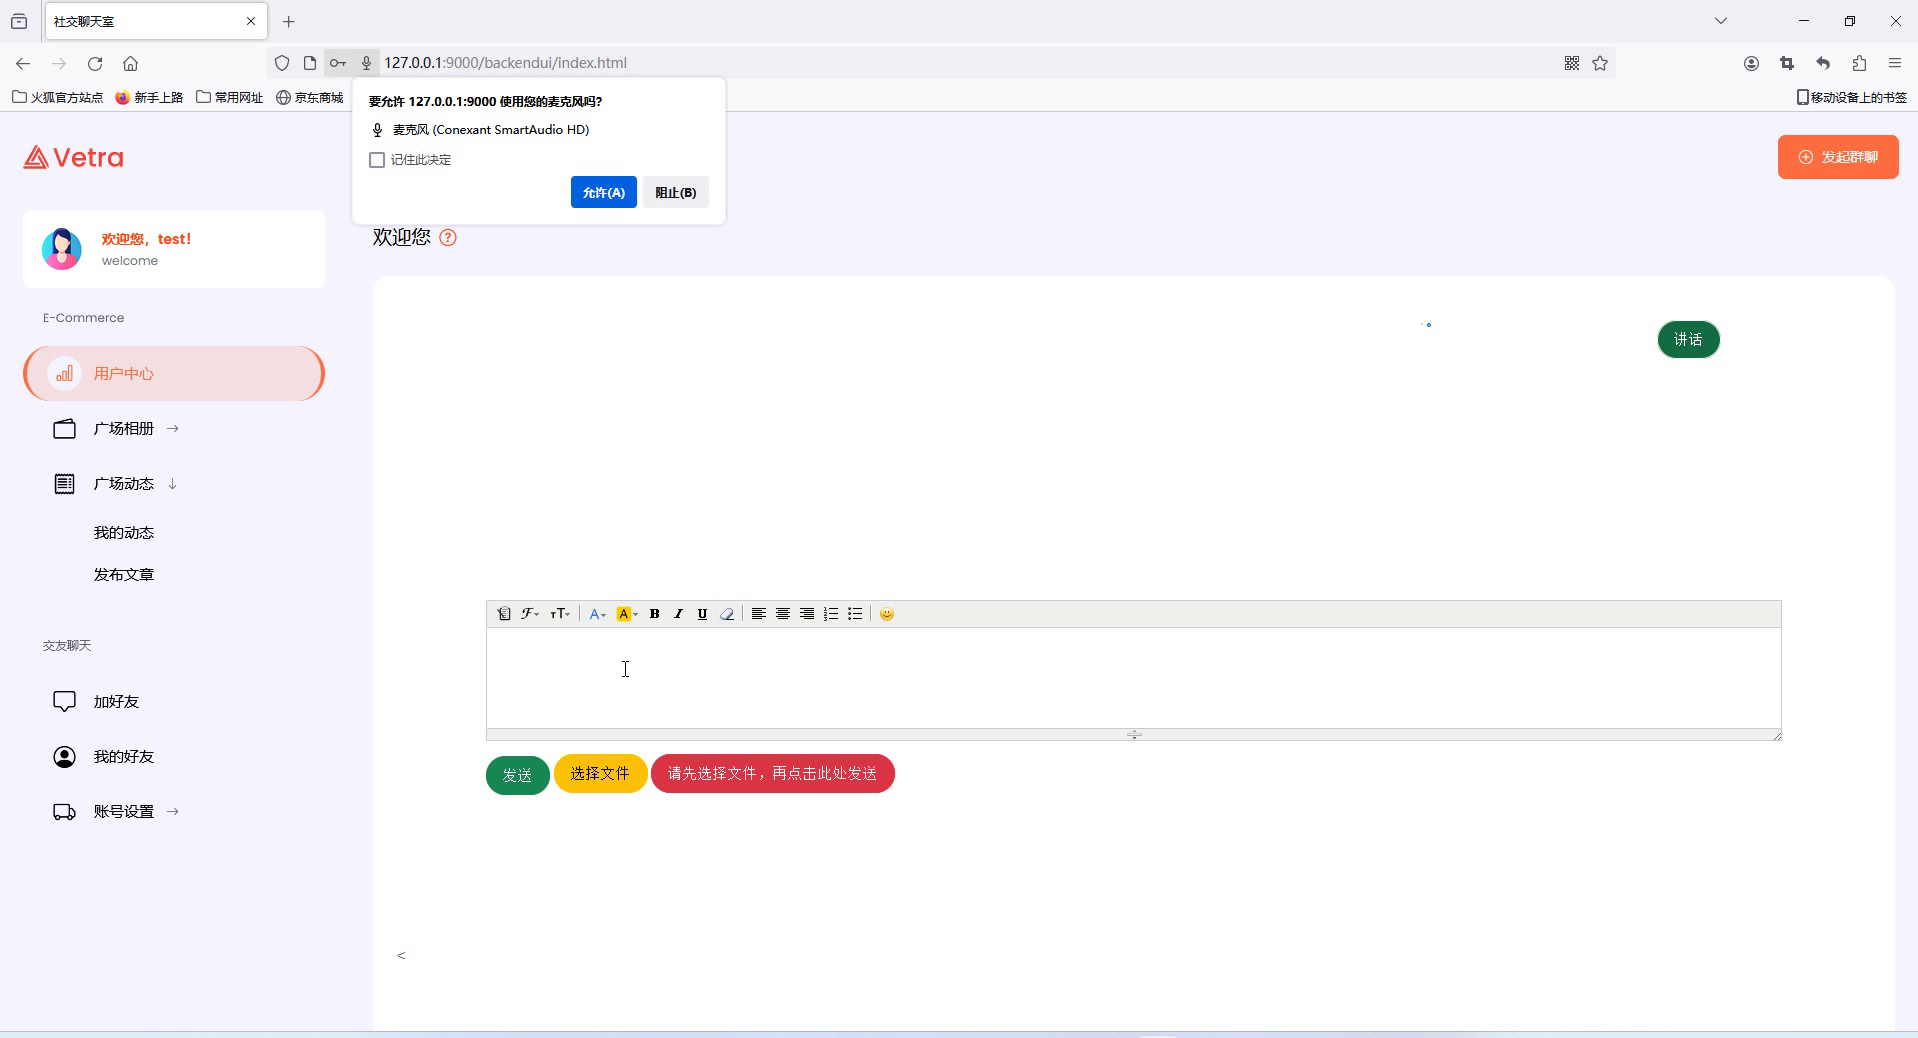 社交聊天室
127.0.0.1:9000/backendui/index.html
火狐官方站点
新手上路
常用网址
京东商城
移动设备上的书签
要允许 127.0.0.1:9000 使用您的麦克风吗?
麦克风 (Conexant SmartAudio HD)
记住此决定
允许(A)
阻止(B)
Vetra
发起群聊
欢迎您，test!
welcome
欢迎您
E-Commerce
用户中心
广场相册
广场动态
我的动态
发布文章
交友聊天
加好友
我的好友
账号设置
讲话
发送
选择文件
请先选择文件，再点击此处发送
<